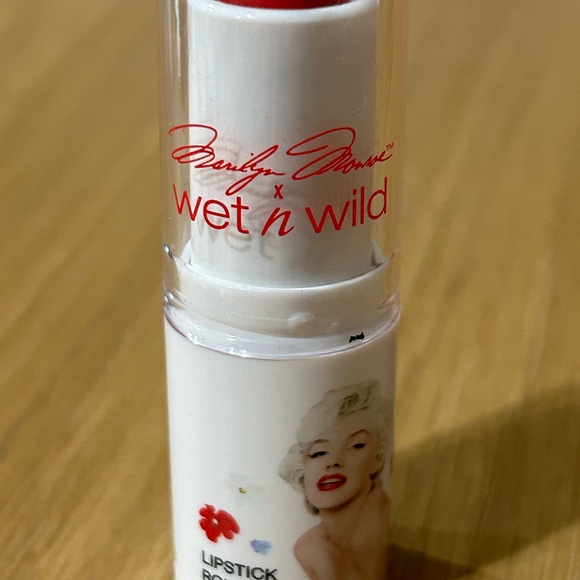 Marilyn Monroe™
x
wet n wild
LIPSTICK